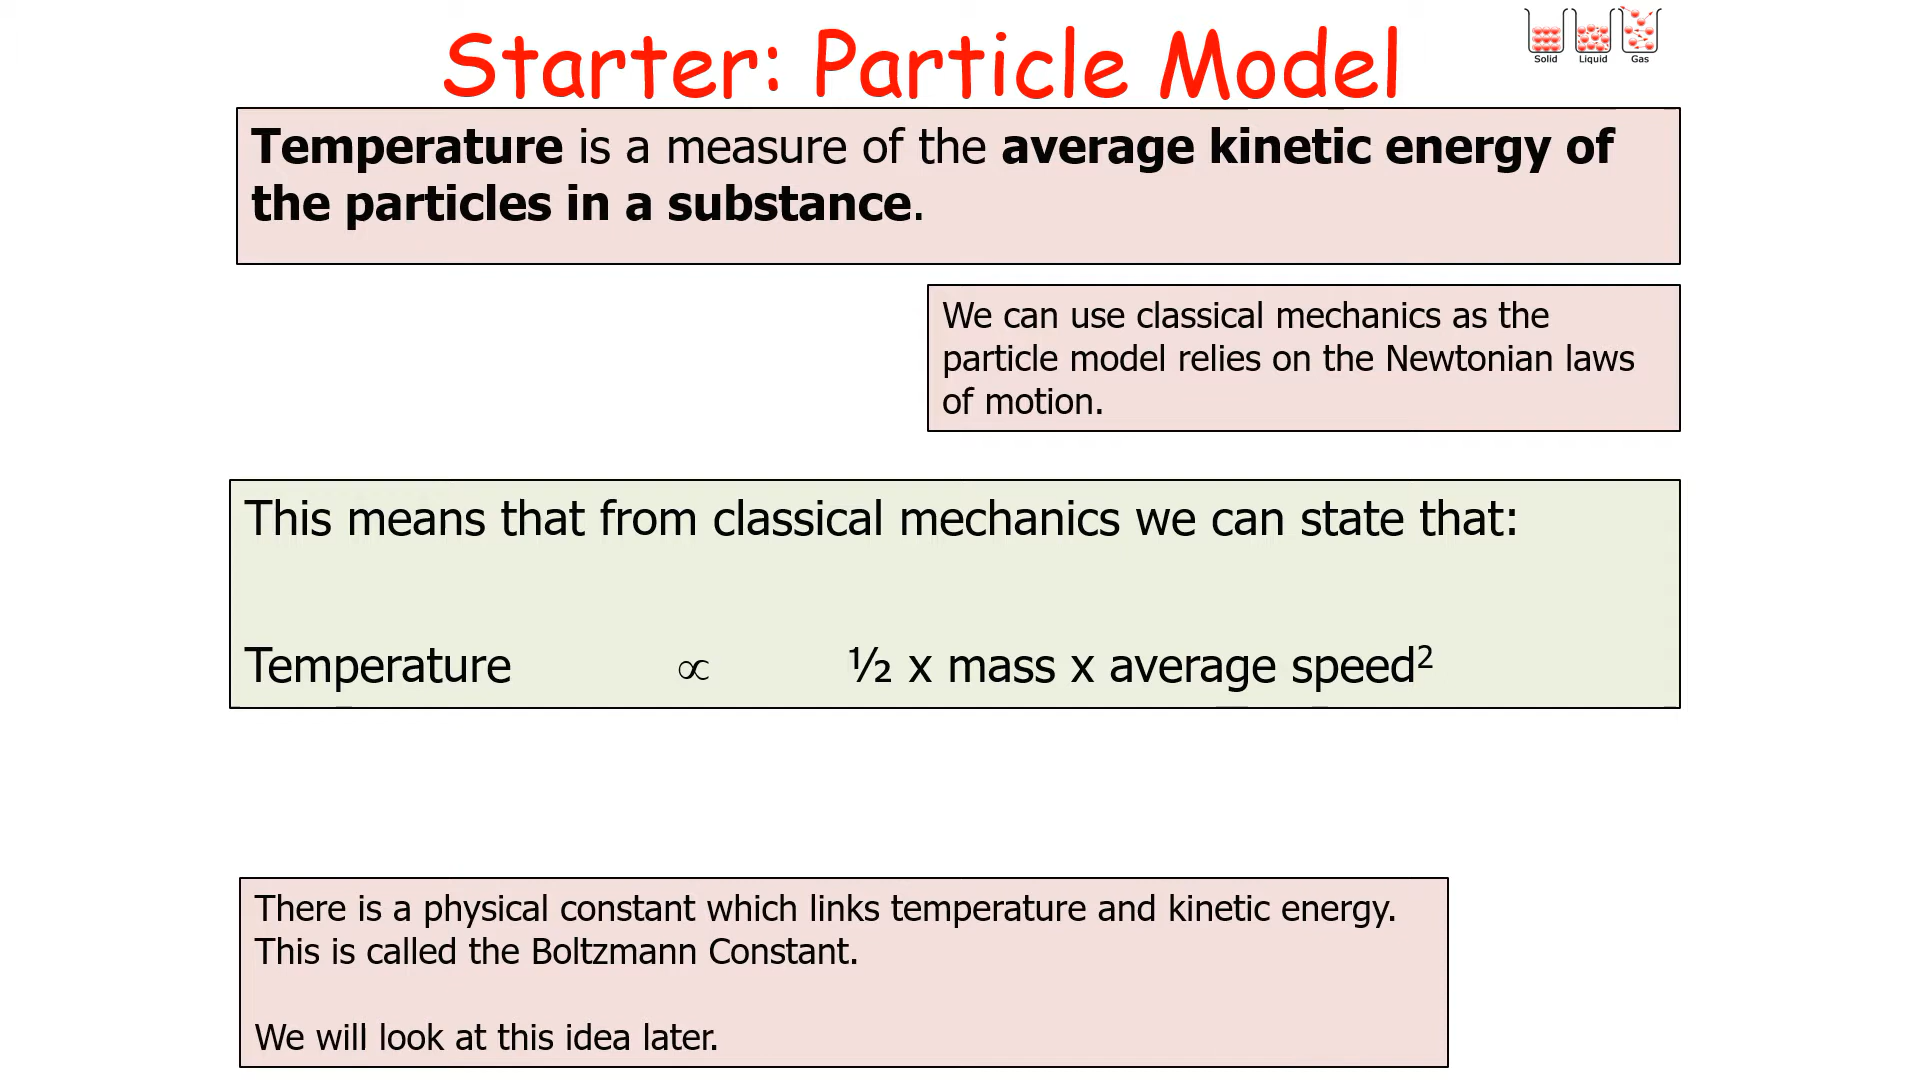 Starter: Particle Model
Solid Liquid Gas
Temperature is a measure of the average kinetic energy of
the particles in a substance.
We can use classical mechanics as the
particle model relies on the Newtonian laws
of motion.
This means that from classical mechanics we can state that:
Temperature ∝ ½ x mass x average speed²
There is a physical constant which links temperature and kinetic energy.
This is called the Boltzmann Constant.
We will look at this idea later.